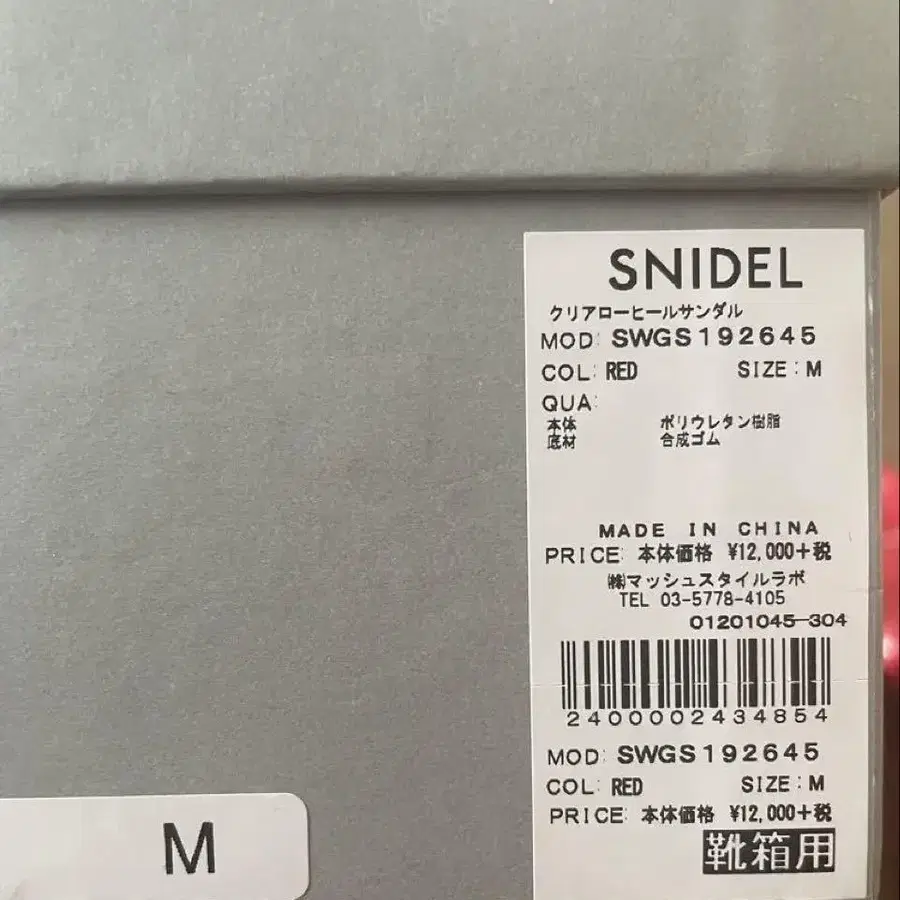 SNIDEL
クリアローヒールサンダル
MOD: SWGS192645
COL: RED SIZE: M
QUA:
本体 ポリウレタン樹脂
底材 合成ゴム
MADE IN CHINA
PRICE: 本体価格 ¥12,000+税
㈱マッシュスタイルラボ
TEL 03-5778-4105
01201045-304
2400002434854
MOD: SWGS192645
COL: RED SIZE: M
PRICE: 本体価格 ¥12,000+税
靴箱用
M